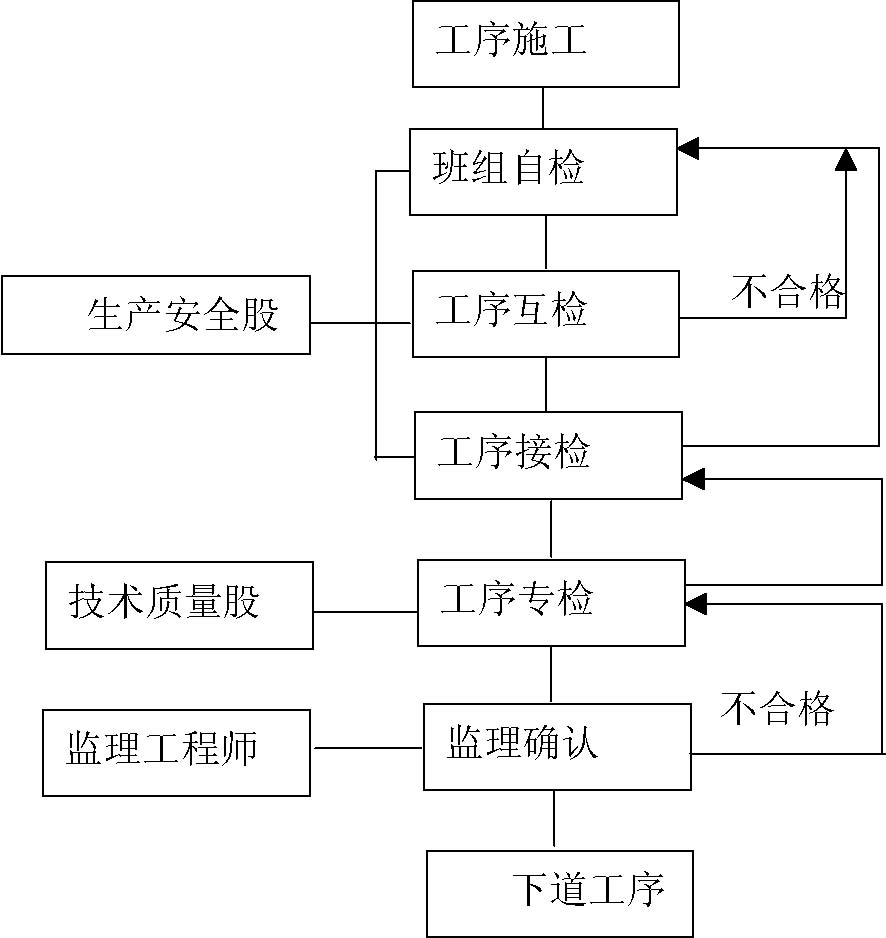 工序施工
班组自检
不合格
生产安全股
工序互检
工序接检
技术质量股
工序专检
不合格
监理工程师
监理确认
下道工序